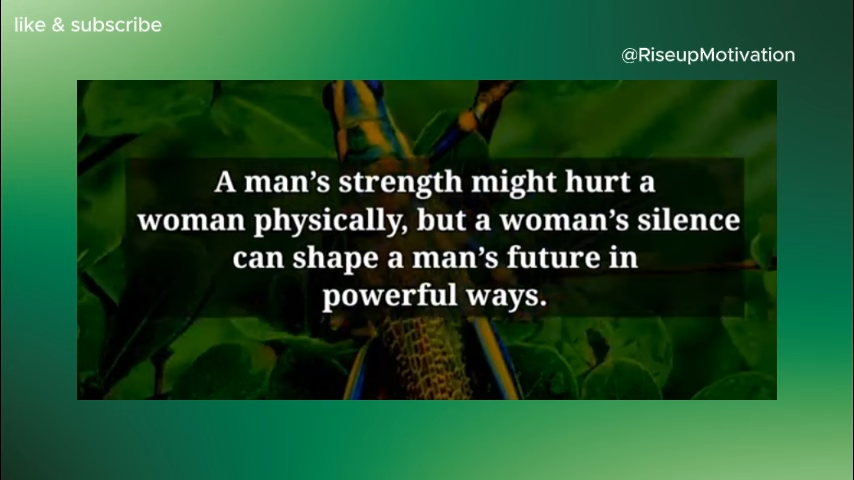 like & subscribe
@RiseupMotivation
A man’s strength might hurt a
woman physically, but a woman’s silence
can shape a man’s future in
powerful ways.